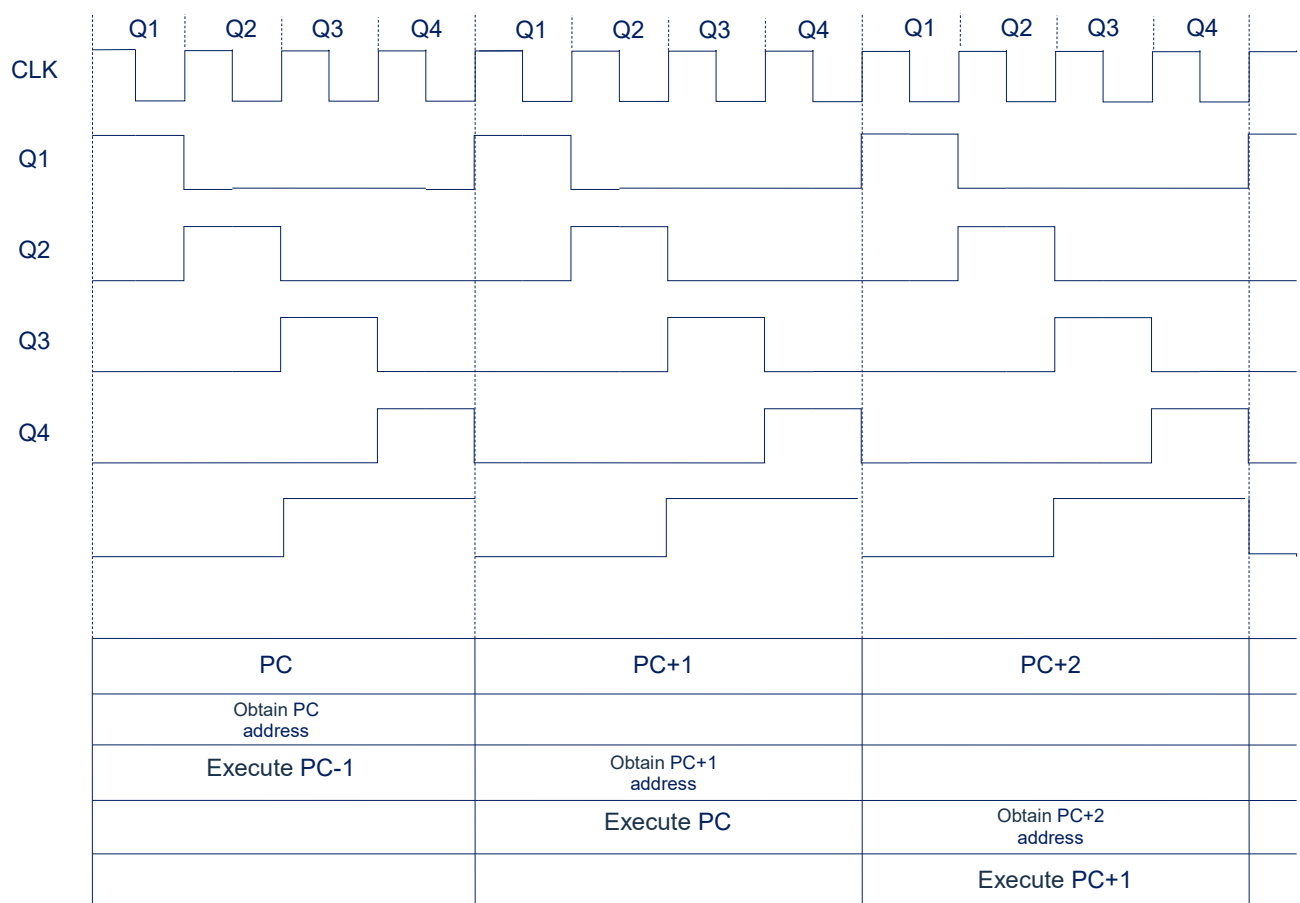 Q1 Q2 Q3 Q4 Q1 Q2 Q3 Q4 Q1 Q2 Q3 Q4
CLK
Q1
Q2
Q3
Q4
PC PC+1 PC+2
Obtain PC
address
Execute PC-1
Obtain PC+1
address
Execute PC
Obtain PC+2
address
Execute PC+1